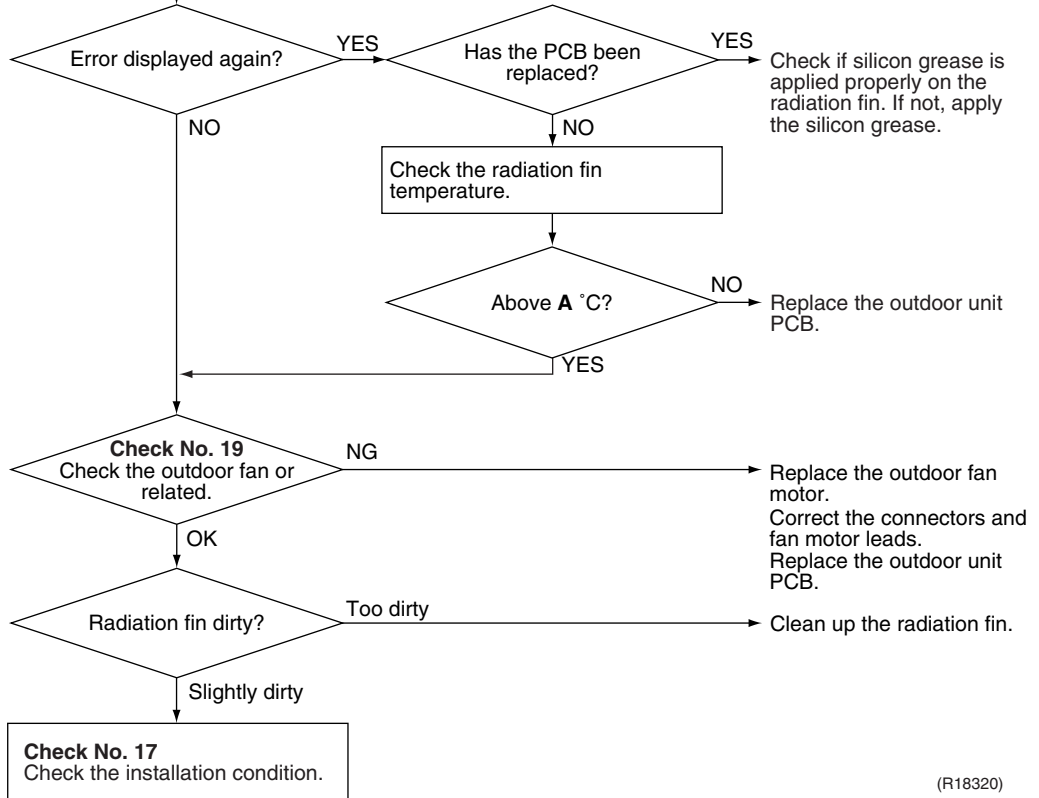 Error displayed again?
YES
Has the PCB been
replaced?
YES
Check if silicon grease is
applied properly on the
radiation fin. If not, apply
the silicon grease.
NO
NO
Check the radiation fin
temperature.
Above A ˚C?
NO
Replace the outdoor unit
PCB.
YES
Check No. 19
Check the outdoor fan or
related.
NG
Replace the outdoor fan
motor.
Correct the connectors and
fan motor leads.
Replace the outdoor unit
PCB.
OK
Radiation fin dirty?
Too dirty
Clean up the radiation fin.
Slightly dirty
Check No. 17
Check the installation condition.
(R18320)